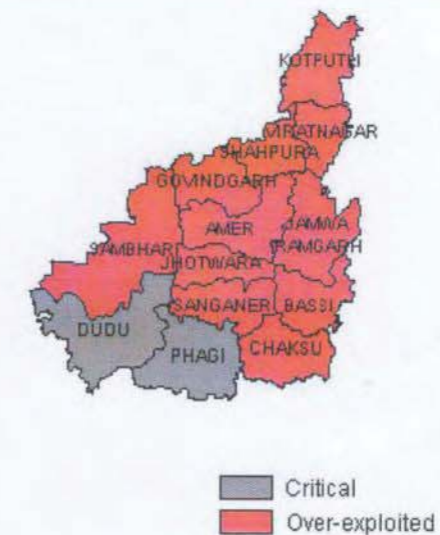 KOTPUTLI
VIRATNAGAR
SHAHPURA
GOVINDGARH
AMER
JAMWA
RAMGARH
SAMBHAR
JHOTWARA
SANGANER
BASSI
DUDU
PHAGI
CHAKSU
Critical
Over-exploited